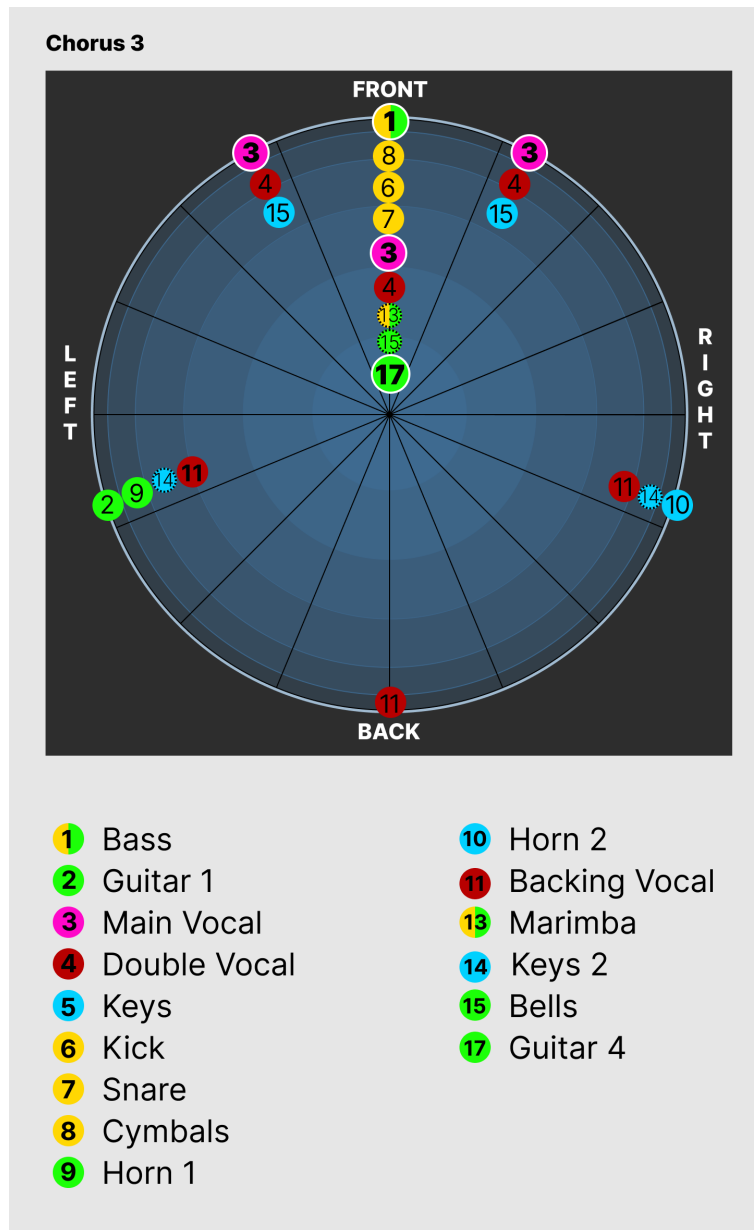 Chorus 3
FRONT
1
3 3
8
4 4
6
15 15
7
3
4
13
15
17
LEFT
RIGHT
11 11
14 14
9
2 10
11
BACK
1 Bass
2 Guitar 1
3 Main Vocal
4 Double Vocal
5 Keys
6 Kick
7 Snare
8 Cymbals
9 Horn 1
10 Horn 2
11 Backing Vocal
13 Marimba
14 Keys 2
15 Bells
17 Guitar 4